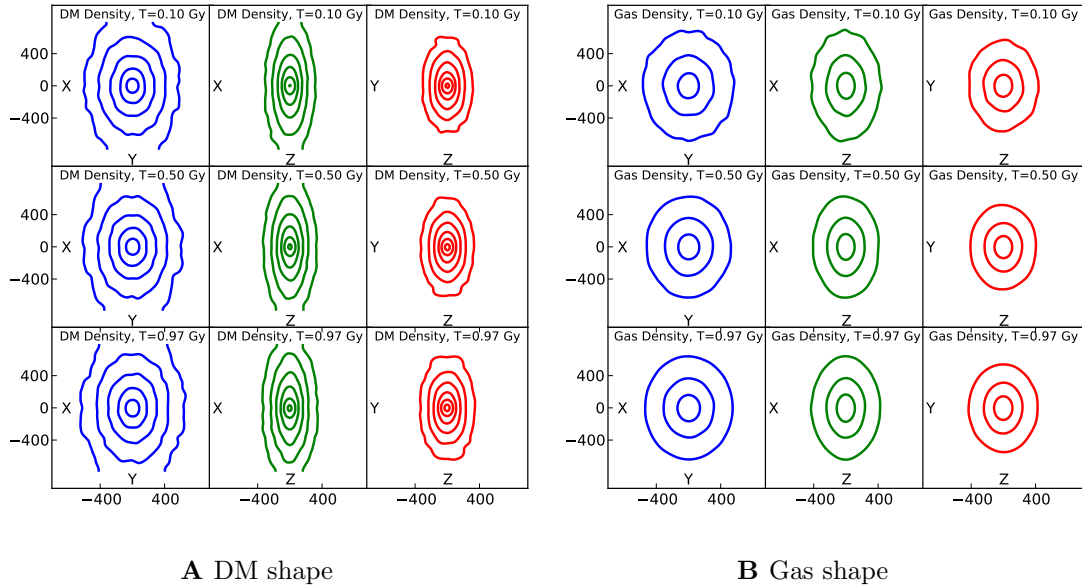 DM Density, T=0.10 Gy DM Density, T=0.10 Gy DM Density, T=0.10 Gy
400
X 0 X Y
−400
Y Z Z
DM Density, T=0.50 Gy DM Density, T=0.50 Gy DM Density, T=0.50 Gy
400
X 0 X Y
−400
Y Z Z
DM Density, T=0.97 Gy DM Density, T=0.97 Gy DM Density, T=0.97 Gy
400
X 0 X Y
−400
Y Z Z
−400 400 −400 400
Gas Density, T=0.10 Gy Gas Density, T=0.10 Gy Gas Density, T=0.10 Gy
400
X 0 X Y
−400
Y Z Z
Gas Density, T=0.50 Gy Gas Density, T=0.50 Gy Gas Density, T=0.50 Gy
400
X 0 X Y
−400
Y Z Z
Gas Density, T=0.97 Gy Gas Density, T=0.97 Gy Gas Density, T=0.97 Gy
400
X 0 X Y
−400
Y Z Z
−400 400 −400 400
A DM shape
B Gas shape